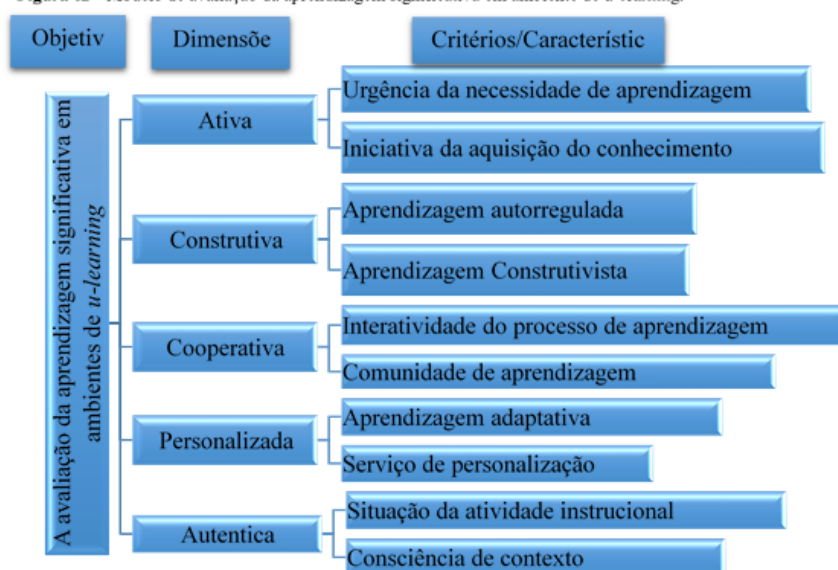 Objetiv
Dimensõe
Critérios/Característic
A avaliação da aprendizagem significativa em
ambientes de u-learning
Ativa
Urgência da necessidade de aprendizagem
Iniciativa da aquisição do conhecimento
Construtiva
Aprendizagem autorregulada
Aprendizagem Construtivista
Cooperativa
Interatividade do processo de aprendizagem
Comunidade de aprendizagem
Personalizada
Aprendizagem adaptativa
Serviço de personalização
Autentica
Situação da atividade instrucional
Consciência de contexto